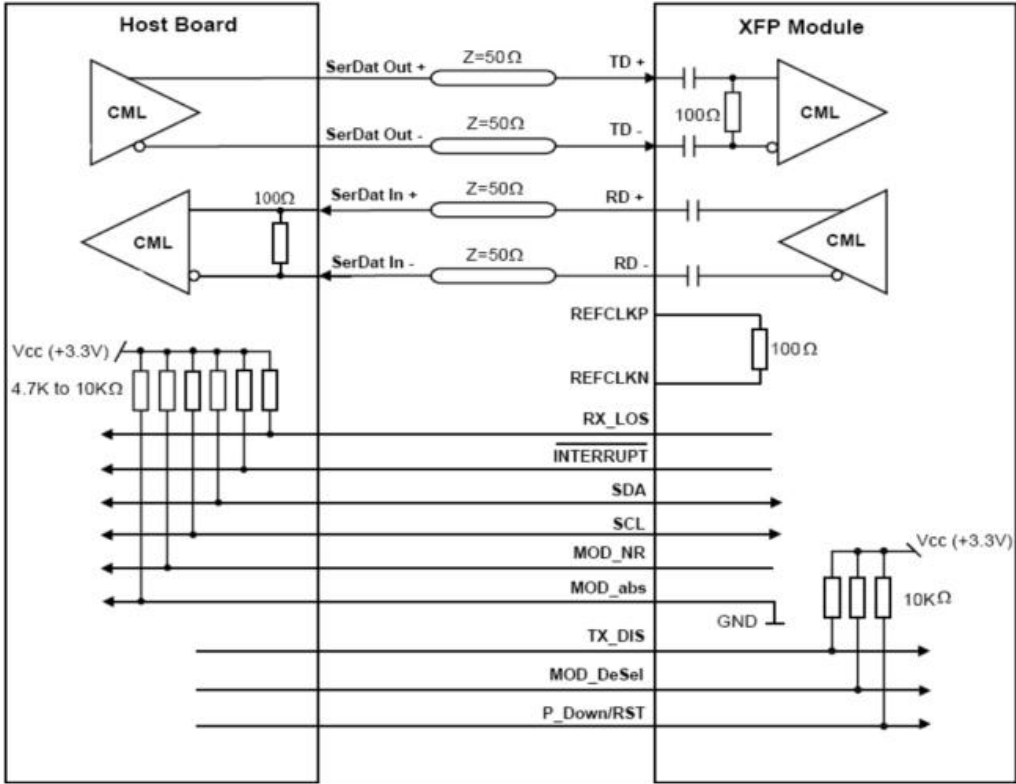 Host Board
XFP Module
SerDat Out +
Z=50Ω
TD +
CML
100Ω
CML
SerDat Out -
Z=50Ω
TD -
SerDat In +
Z=50Ω
RD +
100Ω
CML
CML
SerDat In -
Z=50Ω
RD -
REFCLKP
100Ω
REFCLKN
Vcc (+3.3V)
4.7K to 10KΩ
RX_LOS
INTERRUPT
SDA
SCL
MOD_NR
Vcc (+3.3V)
MOD_abs
10KΩ
GND
TX_DIS
MOD_DeSel
P_Down/RST